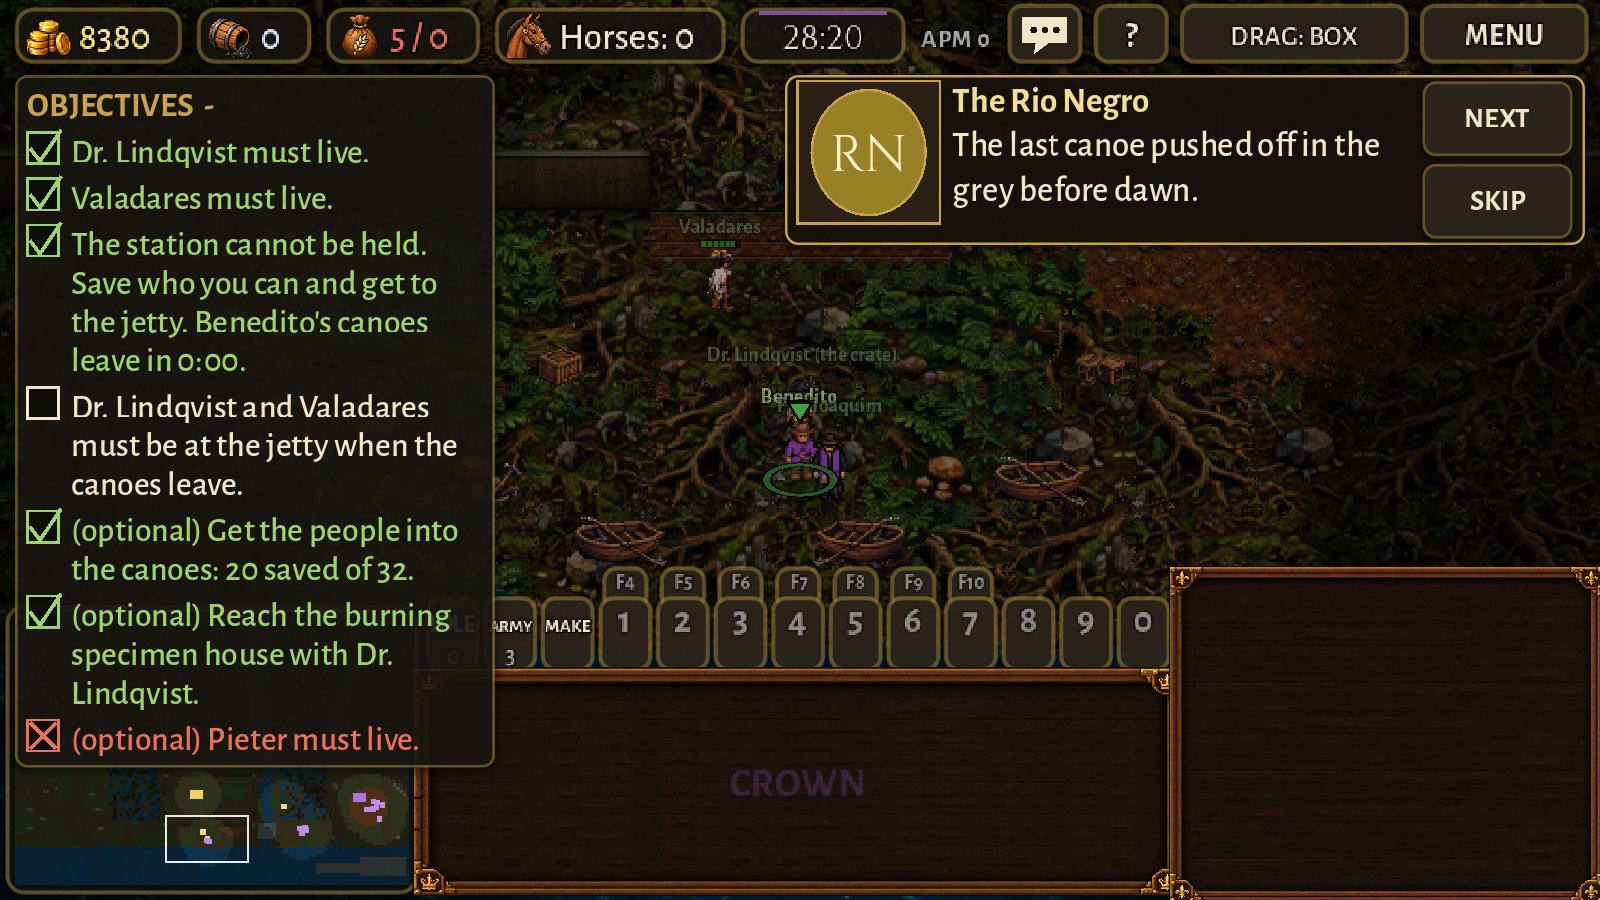 8380
0
5 / 0
Horses: 0
28:20
APM 0
?
DRAG: BOX
MENU
OBJECTIVES -
Dr. Lindqvist must live.
Valadares must live.
The station cannot be held.
Save who you can and get to
the jetty. Benedito's canoes
leave in 0:00.
Dr. Lindqvist and Valadares
must be at the jetty when the
canoes leave.
(optional) Get the people into
the canoes: 20 saved of 32.
(optional) Reach the burning
specimen house with Dr.
Lindqvist.
(optional) Pieter must live.
RN
The Rio Negro
The last canoe pushed off in the
grey before dawn.
NEXT
SKIP
Valadares
Dr. Lindqvist (the crate)
Benedito
Joaquim
F4
F5
F6
F7
F8
F9
F10
0
ARMY
3
MAKE
1
2
3
4
5
6
7
8
9
0
CROWN